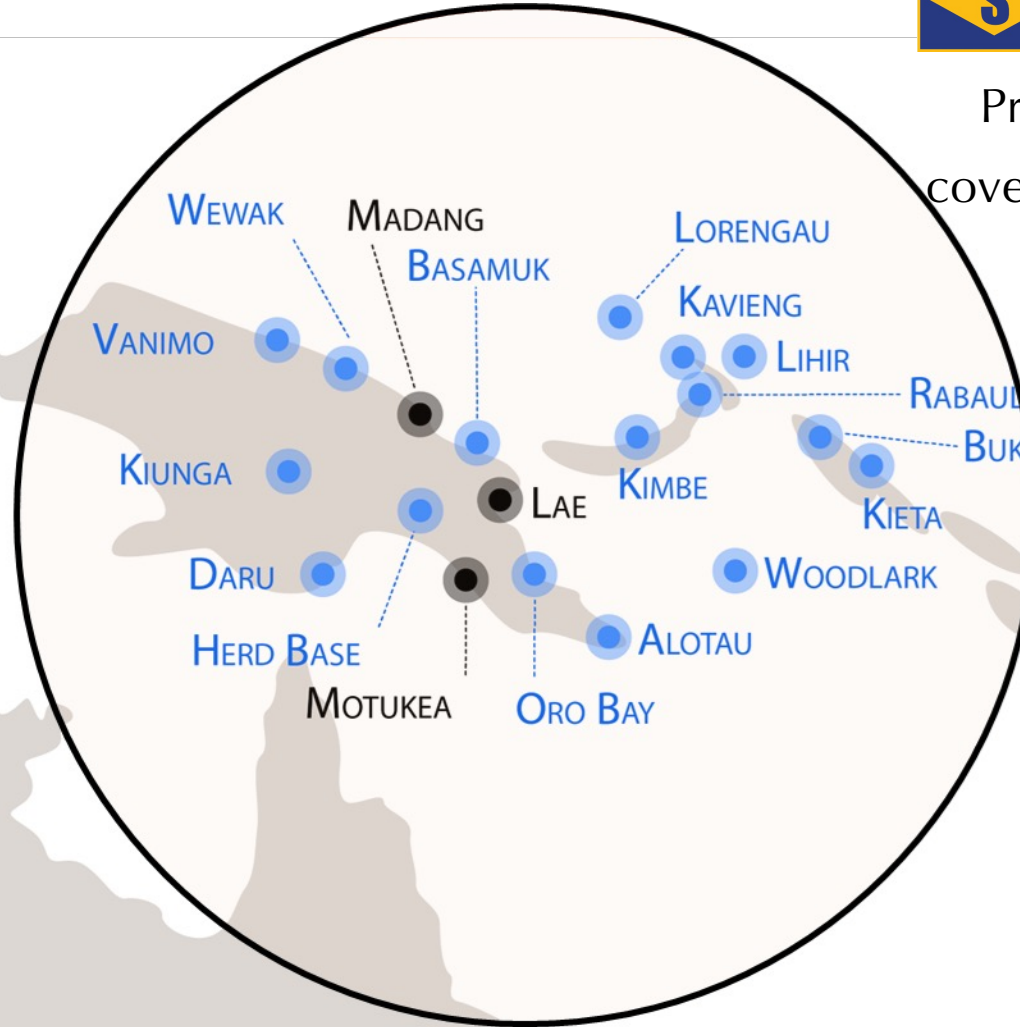 S
Pr
cove
WEWAK
MADANG
LORENGAU
BASAMUK
KAVIENG
VANIMO
LIHIR
RABAUL
BUK
KIUNGA
KIMBE
LAE
KIETA
DARU
WOODLARK
HERD BASE
ALOTAU
MOTUKEA
ORO BAY